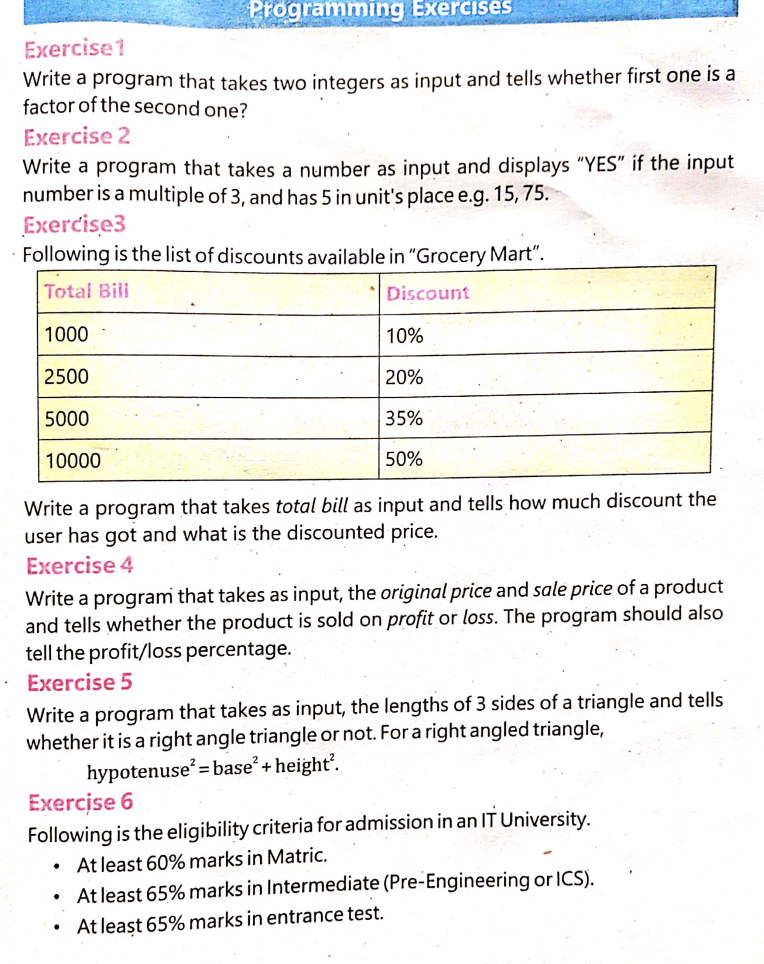 Programming Exercises
Exercise1
Write a program that takes two integers as input and tells whether first one is a
factor of the second one?
Exercise 2
Write a program that takes a number as input and displays “YES” if the input
number is a multiple of 3, and has 5 in unit's place e.g. 15, 75.
Exercise3
Following is the list of discounts available in “Grocery Mart”.
Total Bill Discount
1000 10%
2500 20%
5000 35%
10000 50%
Write a program that takes total bill as input and tells how much discount the
user has got and what is the discounted price.
Exercise 4
Write a program that takes as input, the original price and sale price of a product
and tells whether the product is sold on profit or loss. The program should also
tell the profit/loss percentage.
Exercise 5
Write a program that takes as input, the lengths of 3 sides of a triangle and tells
whether it is a right angle triangle or not. For a right angled triangle,
hypotenuse² = base² + height².
Exercise 6
Following is the eligibility criteria for admission in an IT University.
• At least 60% marks in Matric.
• At least 65% marks in Intermediate (Pre-Engineering or ICS).
• At least 65% marks in entrance test.